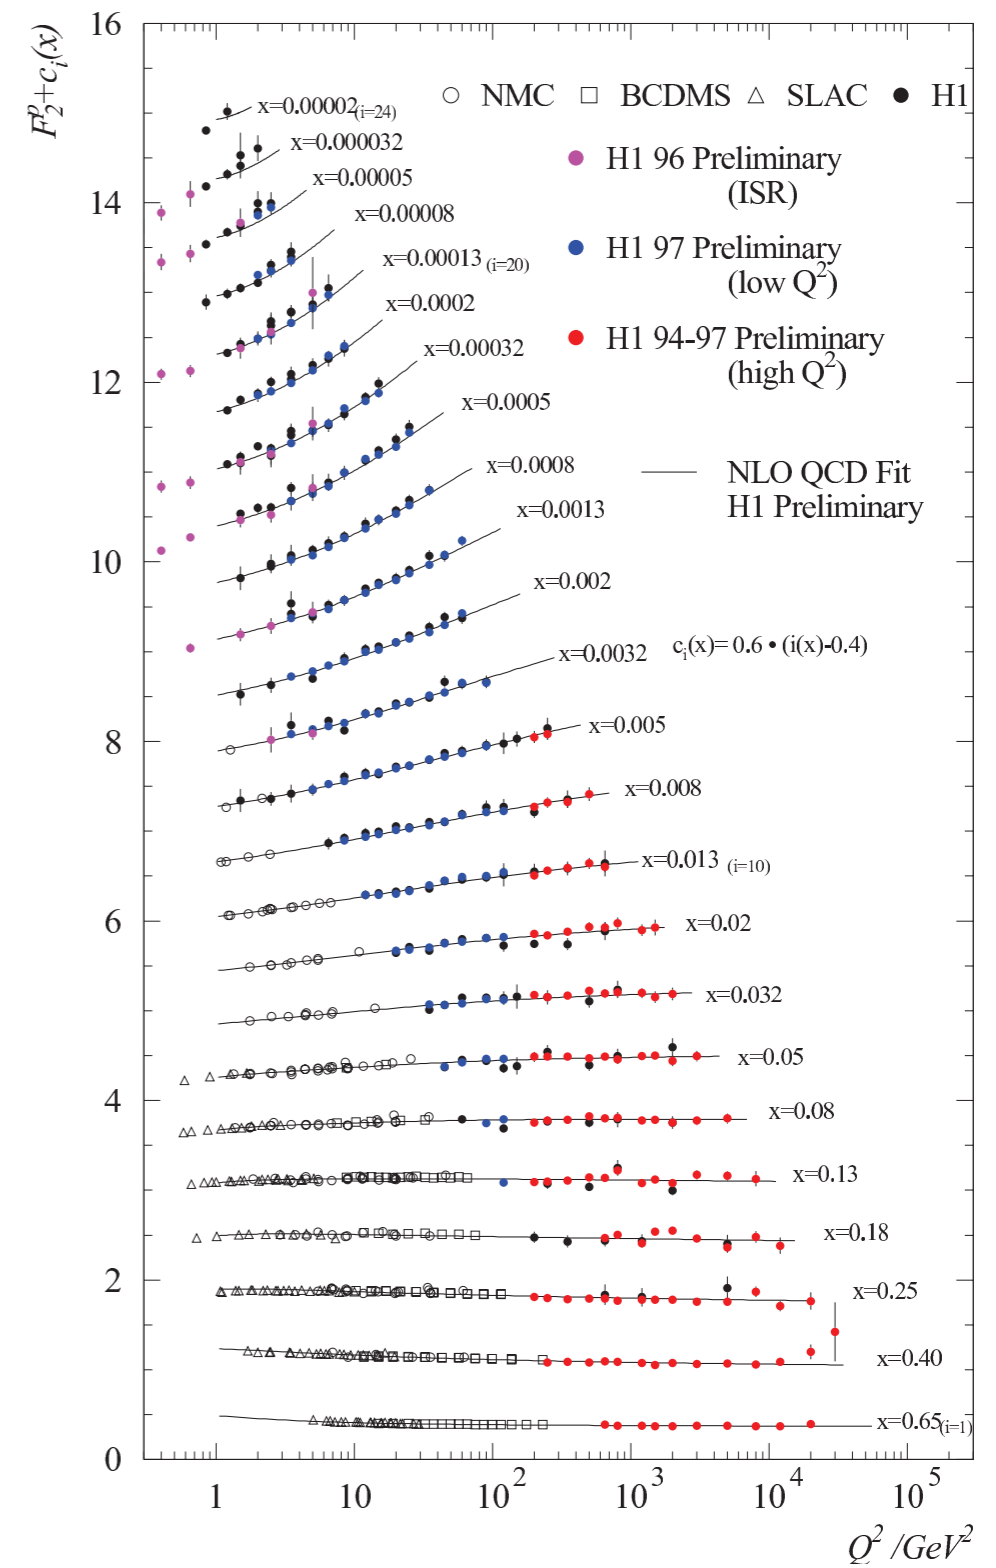 F₂ᵖ+cᵢ(x)
16
14
12
10
8
6
4
2
0
NMC BCDMS SLAC H1
H1 96 Preliminary
(ISR)
H1 97 Preliminary
(low Q²)
H1 94-97 Preliminary
(high Q²)
NLO QCD Fit
H1 Preliminary
cᵢ(x)= 0.6 • (i(x)-0.4)
x=0.00002 (i=24)
x=0.000032
x=0.00005
x=0.00008
x=0.00013 (i=20)
x=0.0002
x=0.00032
x=0.0005
x=0.0008
x=0.0013
x=0.002
x=0.0032
x=0.005
x=0.008
x=0.013 (i=10)
x=0.02
x=0.032
x=0.05
x=0.08
x=0.13
x=0.18
x=0.25
x=0.40
x=0.65 (i=1)
1 10 10² 10³ 10⁴ 10⁵
Q² /GeV²